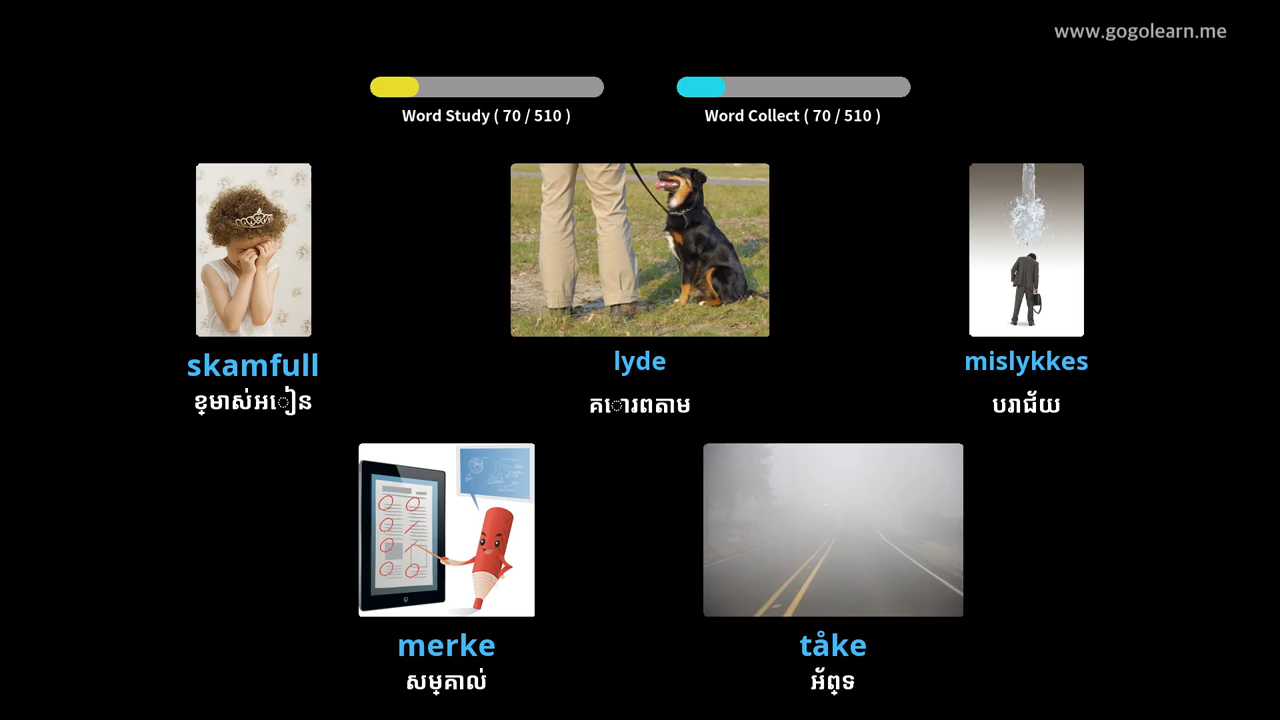 www.gogolearn.me
Word Study ( 70 / 510 )
Word Collect ( 70 / 510 )
skamfull
ខ្មាស់អៀន
lyde
គោរពតាម
mislykkes
បរាជ័យ
merke
សម្គាល់
tåke
អ័ព្ទ